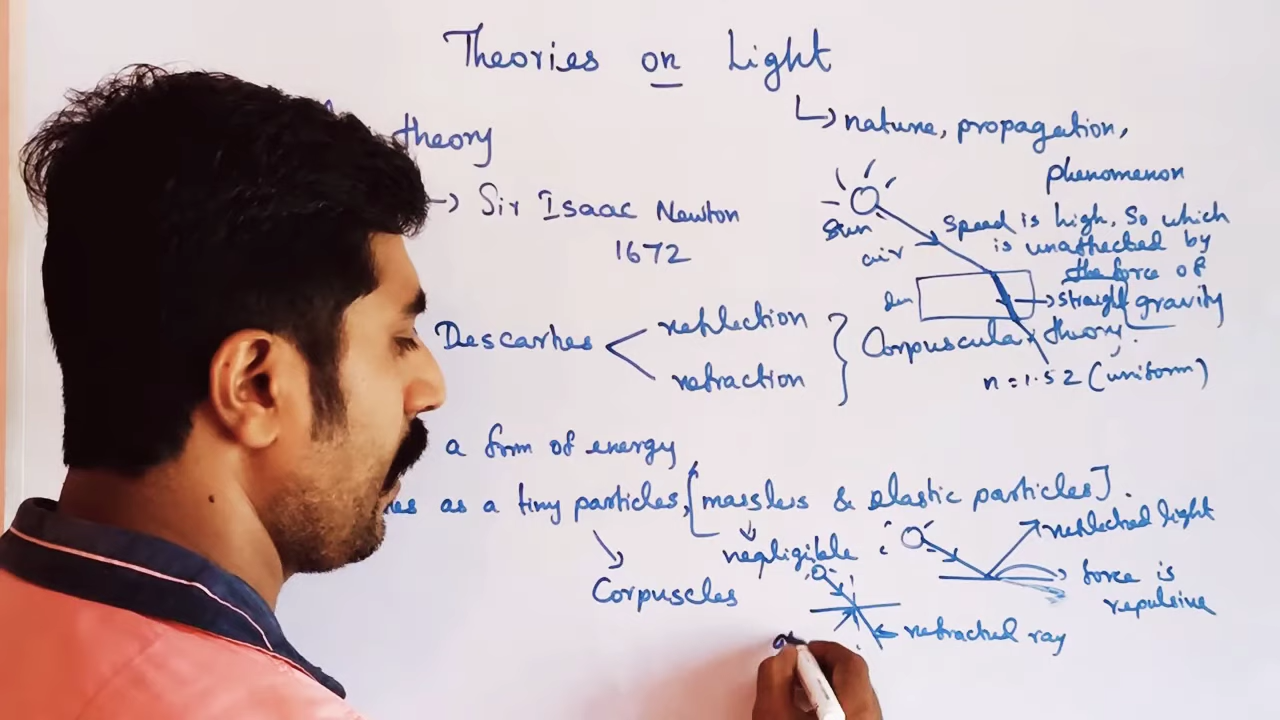 Theories on Light
nature, propagation,
phenomenon
theory
Sir Isaac Newton
1672
Sun
air
Speed is high, So which
is unaffected by
the force of
gravity
straight
Descartes
reflection
refraction
Corpuscular theory.
n = 1.52 (uniform)
a form of energy
as a tiny particles, [massless & elastic particles].
negligible
Corpuscles
reflected light
force is
repulsive
refracted ray